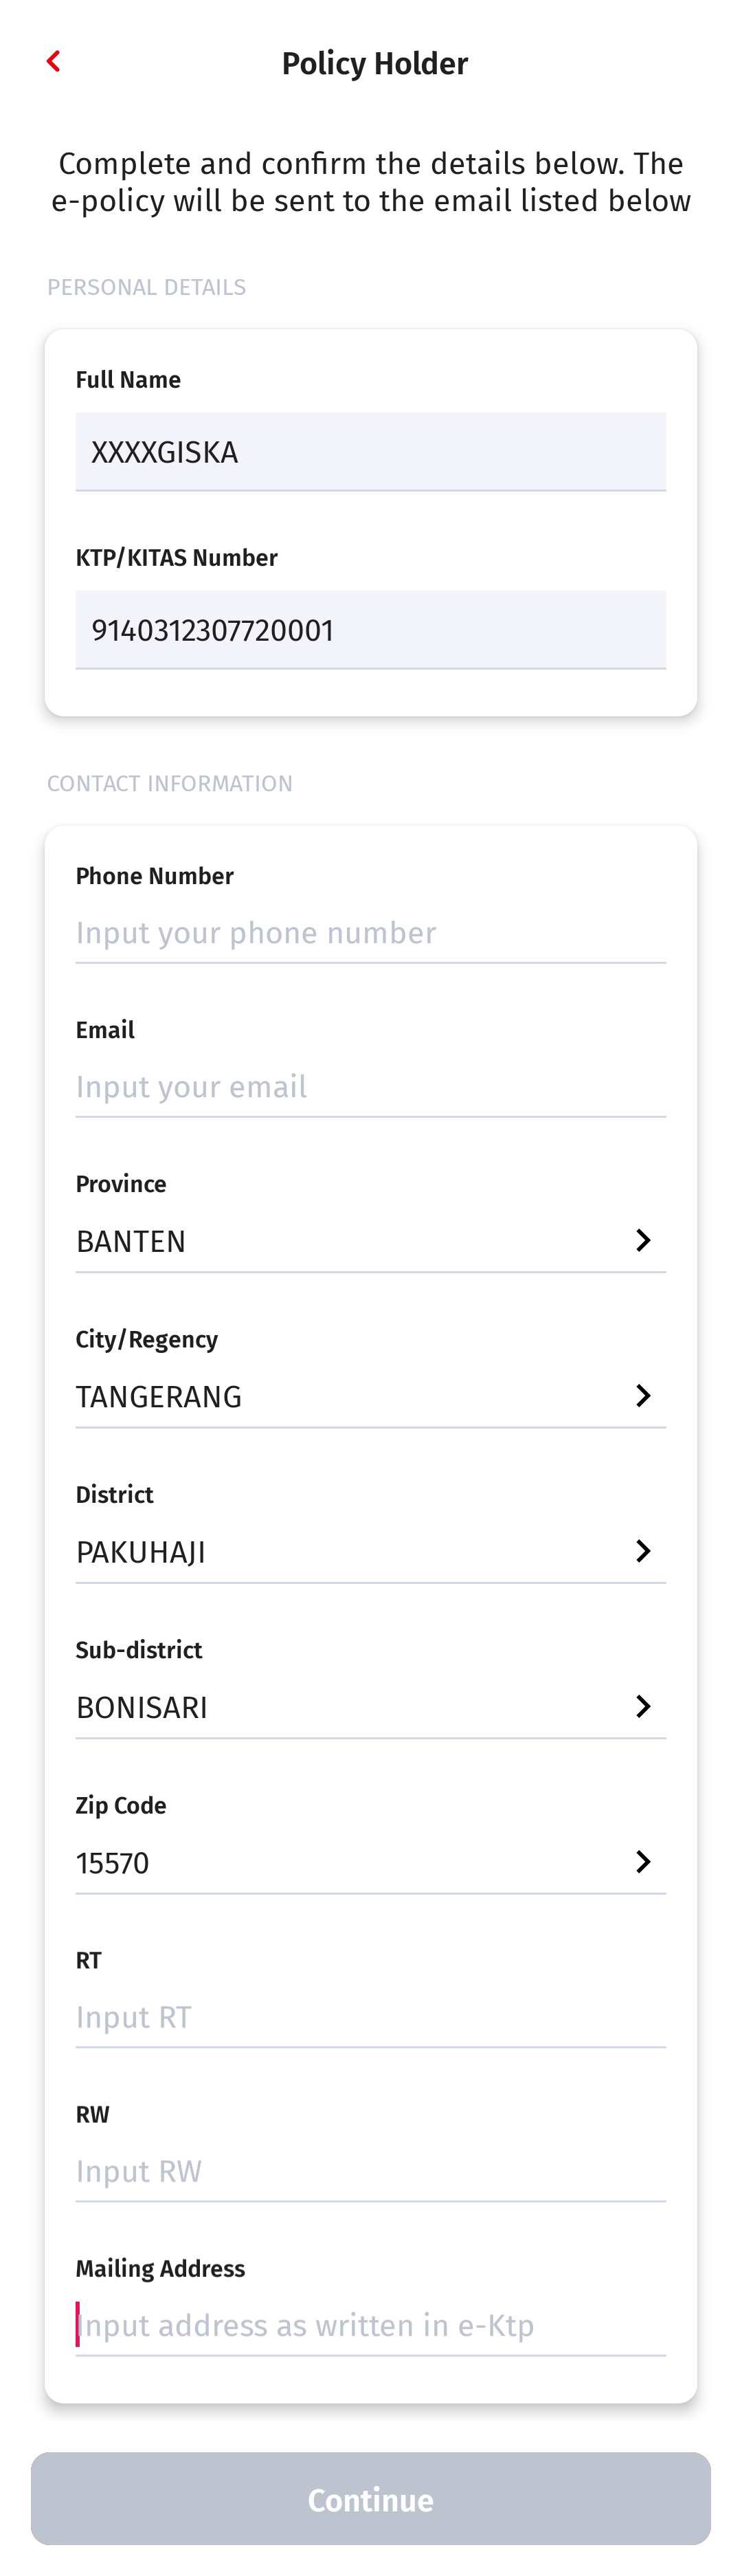 Policy Holder
Complete and confirm the details below. The
e-policy will be sent to the email listed below
PERSONAL DETAILS
Full Name
XXXXGISKA
KTP/KITAS Number
9140312307720001
CONTACT INFORMATION
Phone Number
Input your phone number
Email
Input your email
Province
BANTEN
City/Regency
TANGERANG
District
PAKUHAJI
Sub-district
BONISARI
Zip Code
15570
RT
Input RT
RW
Input RW
Mailing Address
Input address as written in e-Ktp
Continue